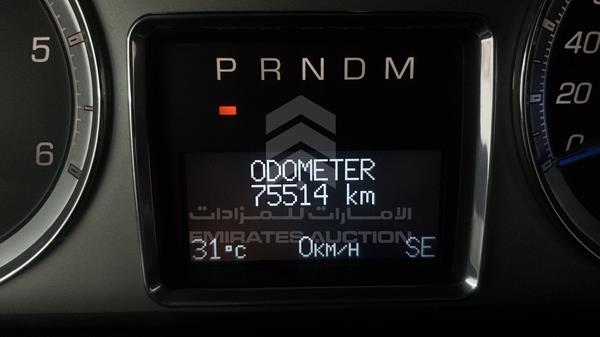 P R N D M
ODOMETER
75514 km
الامارات للمزادات
EMIRATES AUCTION
31°C 0KM/H SE
5
6
40
20
0